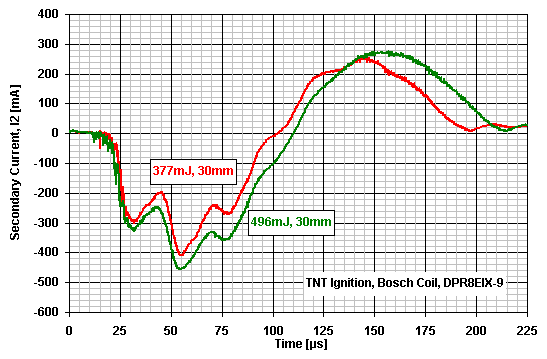 400
300
200
100
0
-100
-200
-300
-400
-500
-600
Secondary Current, I2 [mA]
377mJ, 30mm
496mJ, 30mm
TNT Ignition, Bosch Coil, DPR8EIX-9
0 25 50 75 100 125 150 175 200 225
Time [µs]